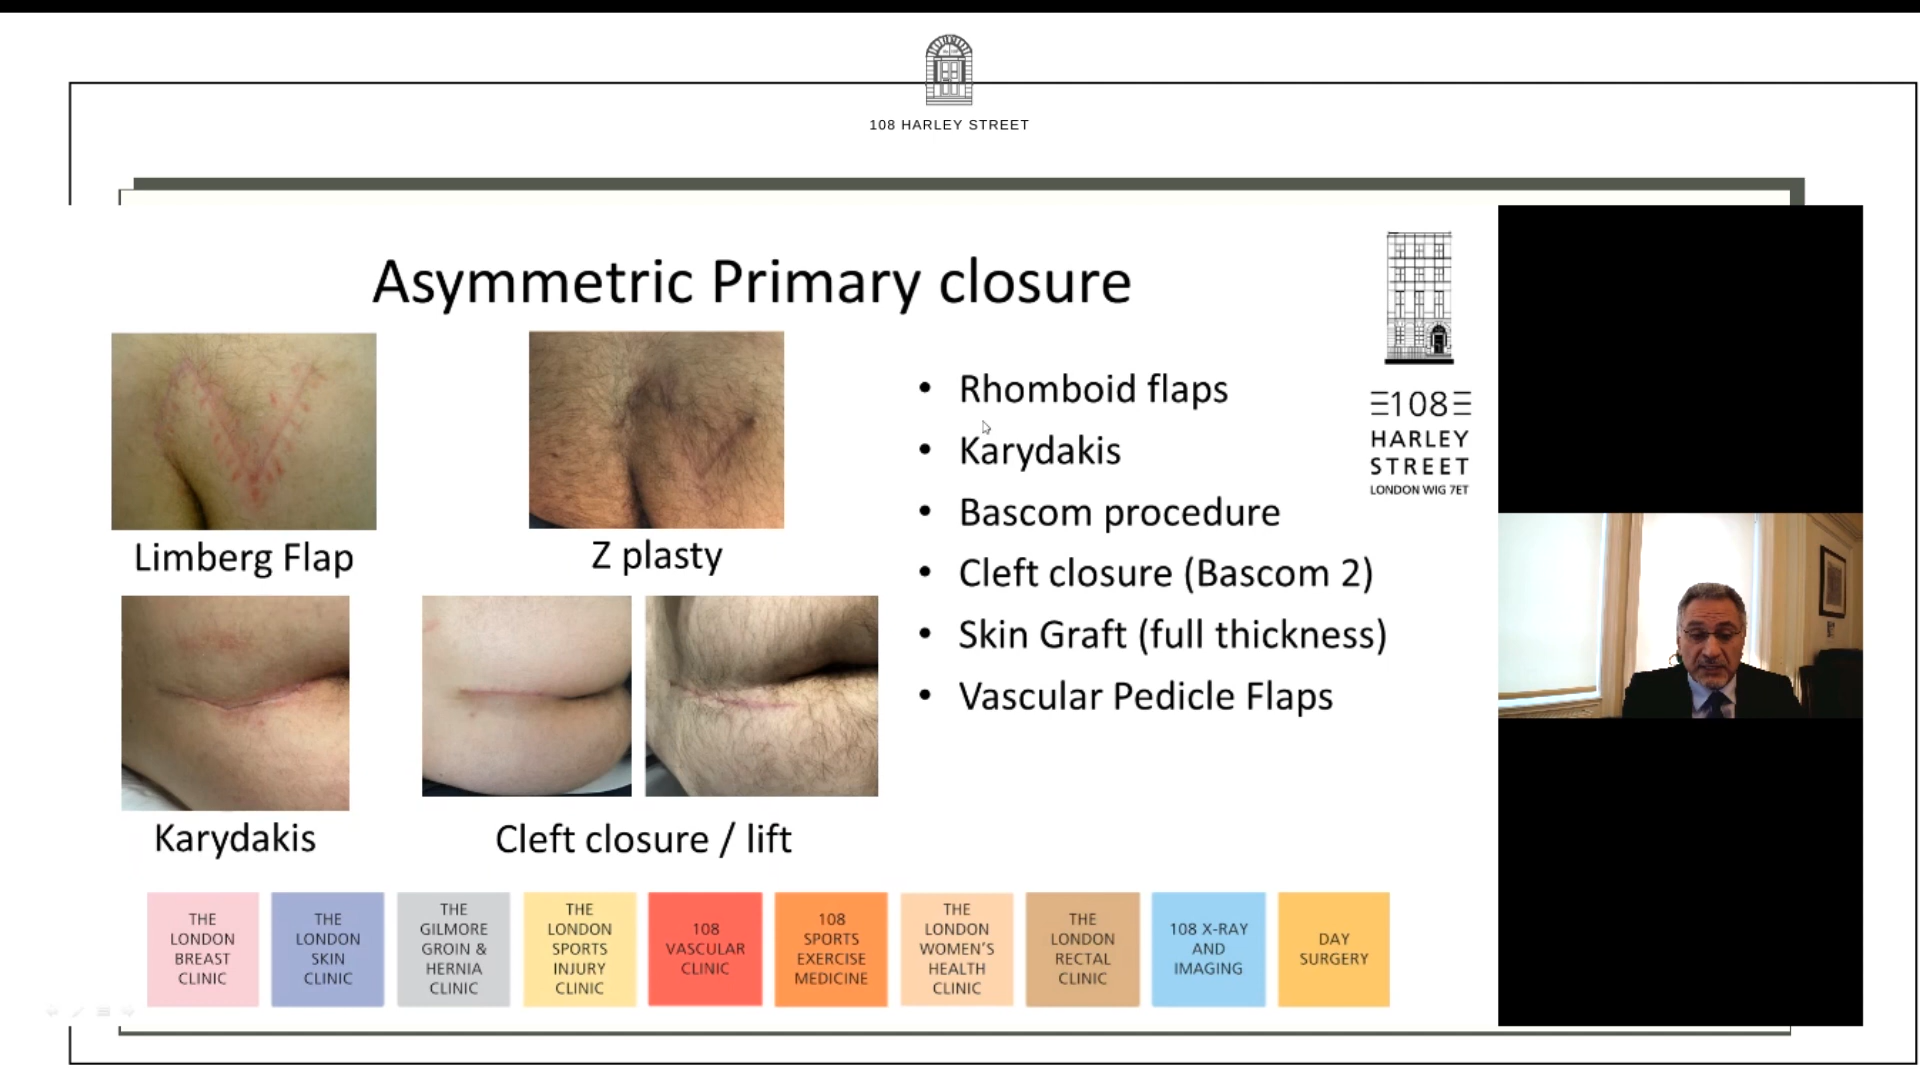 108 HARLEY STREET
Asymmetric Primary closure
Limberg Flap
Z plasty
Karydakis
Cleft closure / lift
• Rhomboid flaps
• Karydakis
• Bascom procedure
• Cleft closure (Bascom 2)
• Skin Graft (full thickness)
• Vascular Pedicle Flaps
108
HARLEY
STREET
LONDON W1G 7ET
THE
LONDON
BREAST
CLINIC
THE
LONDON
SKIN
CLINIC
THE
GILMORE
GROIN &
HERNIA
CLINIC
THE
LONDON
SPORTS
INJURY
CLINIC
108
VASCULAR
CLINIC
108
SPORTS
EXERCISE
MEDICINE
THE
LONDON
WOMEN'S
HEALTH
CLINIC
THE
LONDON
RECTAL
CLINIC
108 X-RAY
AND
IMAGING
DAY
SURGERY